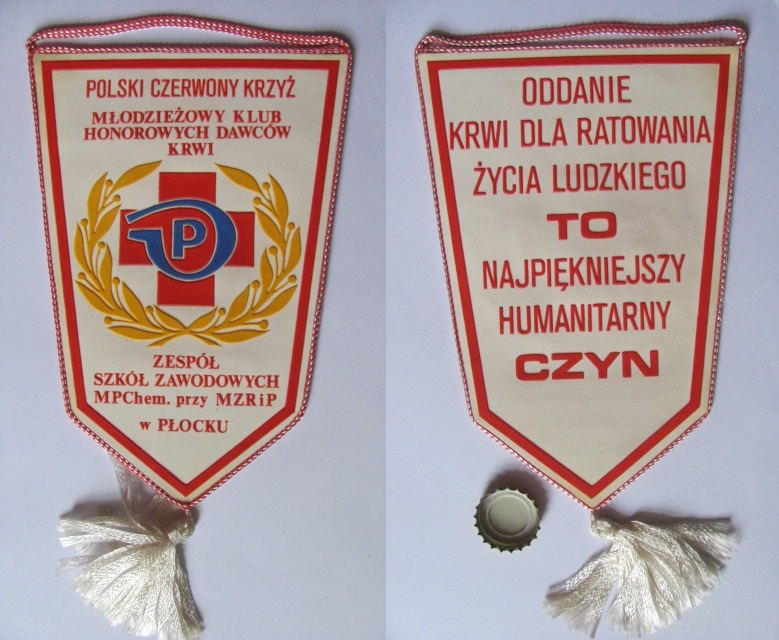 POLSKI CZERWONY KRZYŻ
MŁODZIEŻOWY KLUB
HONOROWYCH DAWCÓW
KRWI
P
ZESPÓŁ
SZKÓŁ ZAWODOWYCH
MPChem. przy MZRiP
w PŁOCKU
ODDANIE
KRWI DLA RATOWANIA
ŻYCIA LUDZKIEGO
TO
NAJPIĘKNIEJSZY
HUMANITARNY
CZYN